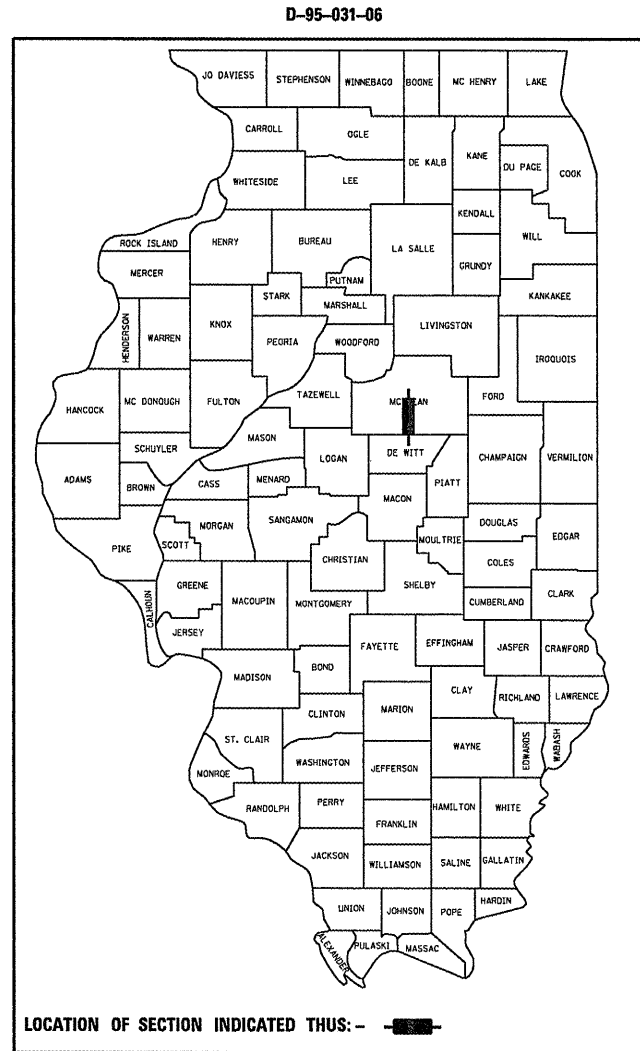 D-95-031-06
JO DAVIESS
STEPHENSON
WINNEBAGO
BOONE
MC HENRY
LAKE
CARROLL
OGLE
DE KALB
KANE
DU PAGE
COOK
WHITESIDE
LEE
KENDALL
WILL
ROCK ISLAND
HENRY
BUREAU
LA SALLE
GRUNDY
MERCER
PUTNAM
KANKAKEE
STARK
MARSHALL
HENDERSON
WARREN
KNOX
PEORIA
WOODFORD
LIVINGSTON
IROQUOIS
HANCOCK
MC DONOUGH
FULTON
TAZEWELL
FORD
MASON
SCHUYLER
LOGAN
DE WITT
CHAMPAIGN
VERMILION
ADAMS
BROWN
CASS
MENARD
MACON
PIATT
MORGAN
SANGAMON
DOUGLAS
EDGAR
PIKE
SCOTT
CHRISTIAN
MOULTRIE
COLES
CALHOUN
GREENE
MACOUPIN
MONTGOMERY
SHELBY
CUMBERLAND
CLARK
JERSEY
FAYETTE
EFFINGHAM
JASPER
CRAWFORD
MADISON
BOND
CLAY
RICHLAND
LAWRENCE
CLINTON
MARION
ST. CLAIR
WAYNE
EDWARDS
WABASH
WASHINGTON
JEFFERSON
MONROE
RANDOLPH
PERRY
HAMILTON
WHITE
FRANKLIN
JACKSON
WILLIAMSON
SALINE
GALLATIN
UNION
JOHNSON
POPE
HARDIN
ALEXANDER
PULASKI
MASSAC
LOCATION OF SECTION INDICATED THUS: -